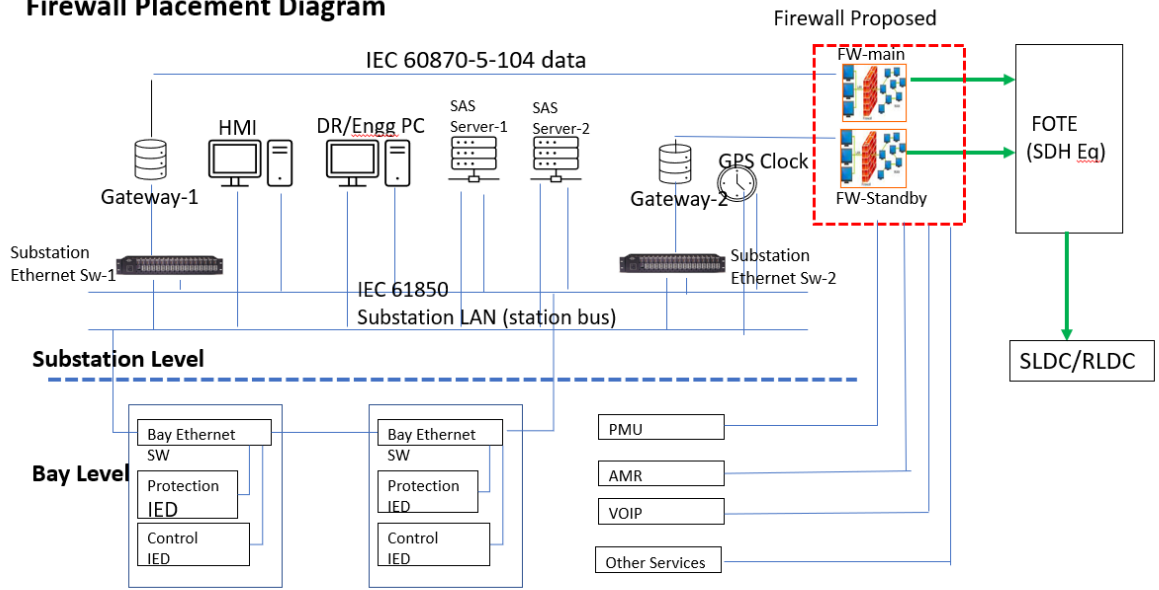 Firewall Placement Diagram
Firewall Proposed
IEC 60870-5-104 data
FW-main
SAS
Server-1
SAS
Server-2
HMI
DR/Engg PC
FOTE
(SDH Eq)
GPS Clock
Gateway-1
Gateway-2
FW-Standby
Substation
Ethernet Sw-1
Substation
Ethernet Sw-2
IEC 61850
Substation LAN (station bus)
Substation Level
SLDC/RLDC
Bay Level
Bay Ethernet
SW
Protection
IED
Control
IED
Bay Ethernet
SW
Protection
IED
Control
IED
PMU
AMR
VOIP
Other Services